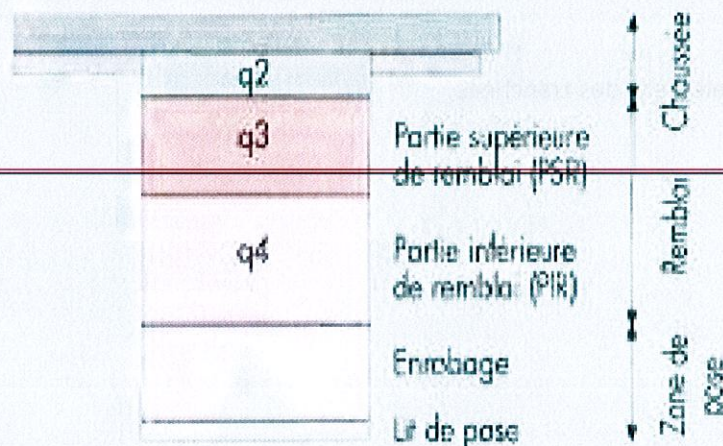 q2
q3
Partie supérieure
de remblai (PSR)
q4
Partie inférieure
de remblai (PIR)
Enrobage
Lit de pose
Chaussée
Remblai
Zone de
pose